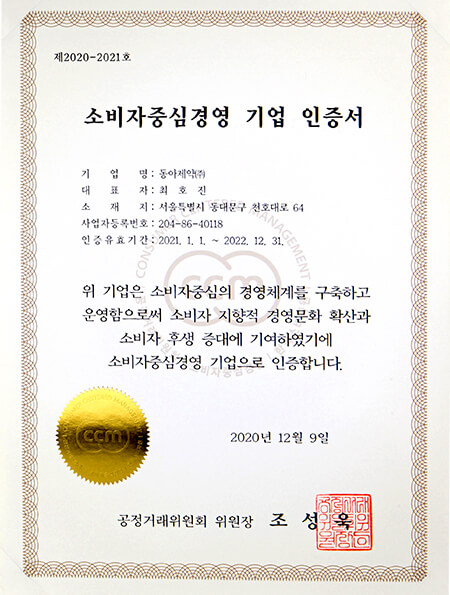 제2020-2021호
소비자중심경영 기업 인증서
기 업 명 : 동아제약(주)
대 표 자 : 최 호 진
소 재 지 : 서울특별시 동대문구 천호대로 64
사업자등록번호 : 204-86-40118
인증유효기간 : 2021. 1. 1. ~ 2022. 12. 31.
CONSUMER CENTERED MANAGEMENT
ccm
위 기업은 소비자중심의 경영체계를 구축하고
운영함으로써 소비자 지향적 경영문화 확산과
소비자 후생 증대에 기여하였기에
소비자중심경영 기업으로 인증합니다.
ccm
2020년 12월 9일
공정거래위원회 위원장 조 성 욱